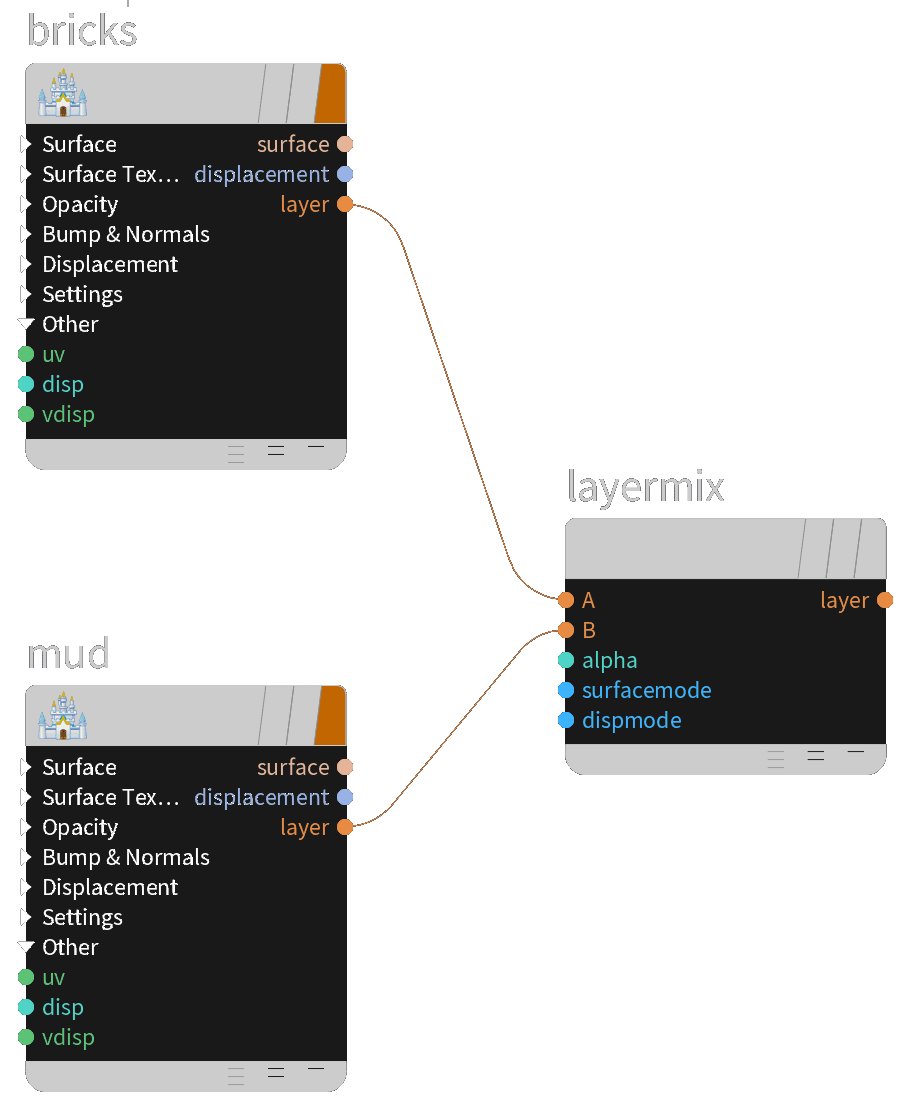 bricks
Surface surface
Surface Tex... displacement
Opacity layer
Bump & Normals
Displacement
Settings
Other
uv
disp
vdisp
layermix
A layer
B
alpha
surfacemode
dispmode
mud
Surface surface
Surface Tex... displacement
Opacity layer
Bump & Normals
Displacement
Settings
Other
uv
disp
vdisp